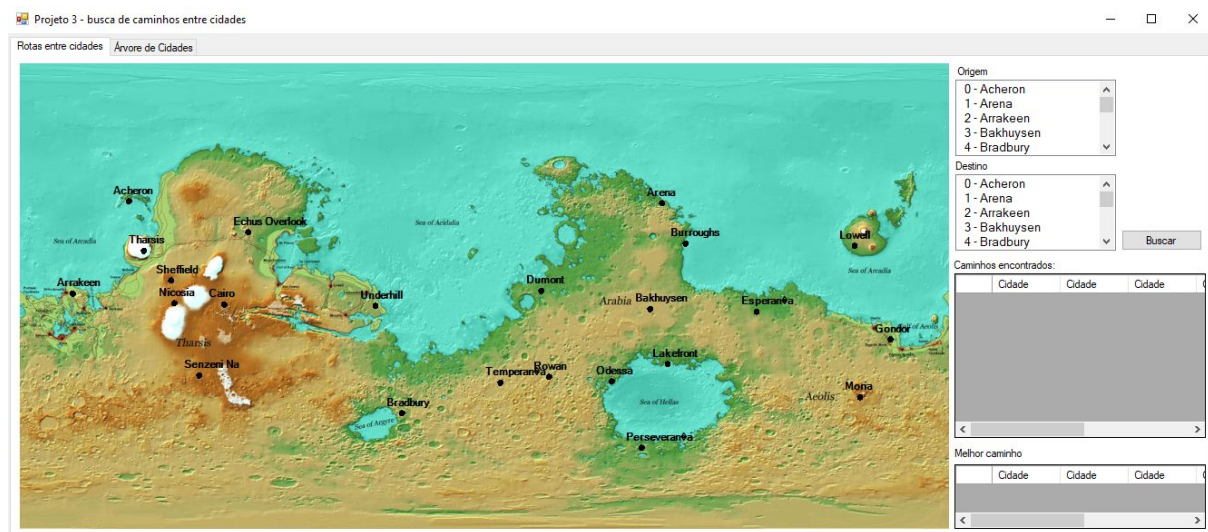 Projeto 3 - busca de caminhos entre cidades
Rotas entre cidades
Árvore de Cidades
Origem
0 - Acheron
1 - Arena
2 - Arrakeen
3 - Bakhuysen
4 - Bradbury
Destino
0 - Acheron
1 - Arena
2 - Arrakeen
3 - Bakhuysen
4 - Bradbury
Buscar
Caminhos encontrados:
Cidade Cidade Cidade
Melhor caminho
Cidade Cidade Cidade
Acheron
Arena
Echus Overlook
Sea of Acidalia
Burroughs
Lowell
Sea of Arcadia
Tharsis
Sheffield
Sea of Arcadia
Arrakeen
Nicosia
Cairo
Underhill
Dumont
Arabia
Bakhuysen
Gondor
Tharsis
Lakefront
Senzeni Na
Rowan
Odessa
Moria
Aeolis
Sea of Hellas
Bradbury
Sea of Argyre